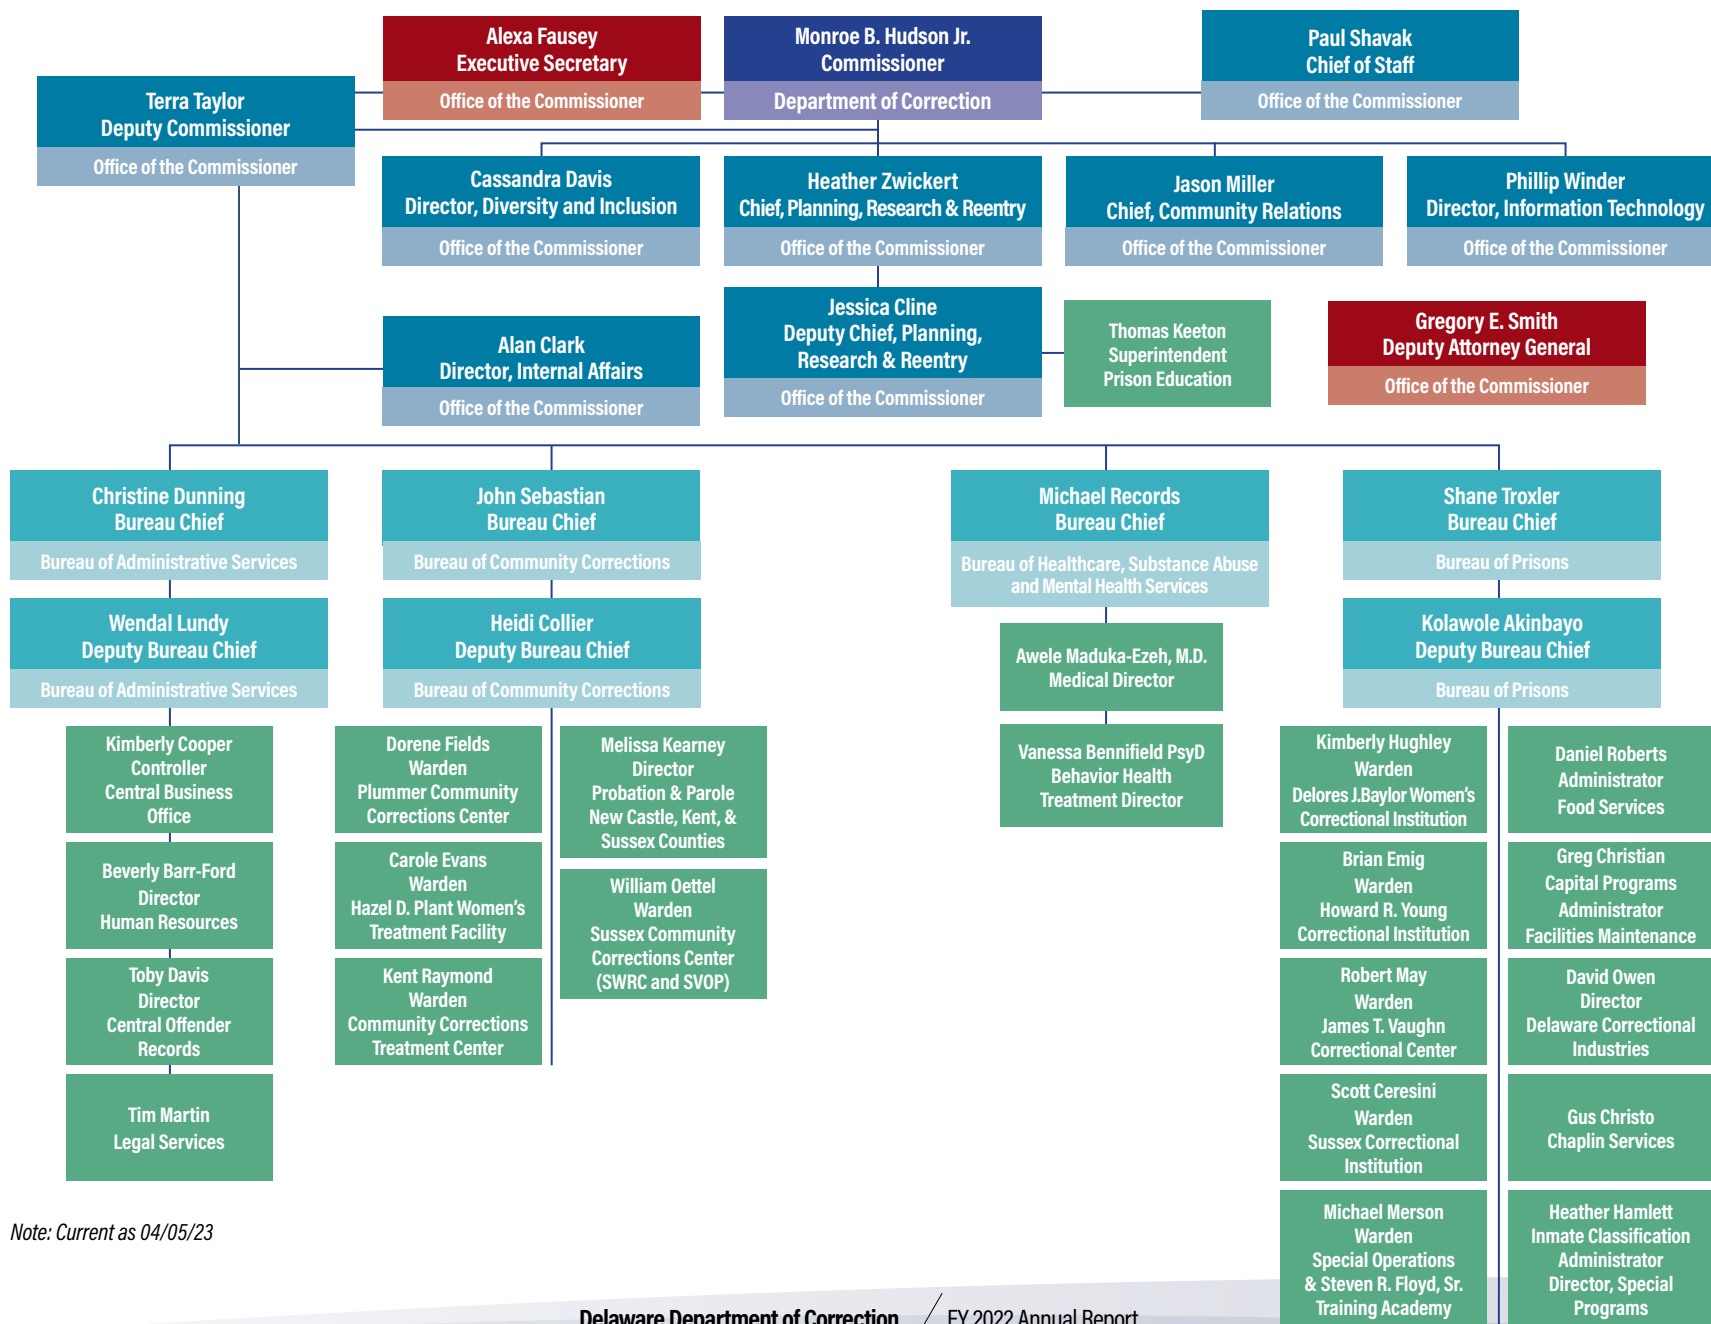 Alexa Fausey
Executive Secretary
Office of the Commissioner
Monroe B. Hudson Jr.
Commissioner
Department of Correction
Paul Shavak
Chief of Staff
Office of the Commissioner
Terra Taylor
Deputy Commissioner
Office of the Commissioner
Cassandra Davis
Director, Diversity and Inclusion
Office of the Commissioner
Heather Zwickert
Chief, Planning, Research & Reentry
Office of the Commissioner
Jason Miller
Chief, Community Relations
Office of the Commissioner
Phillip Winder
Director, Information Technology
Office of the Commissioner
Alan Clark
Director, Internal Affairs
Office of the Commissioner
Jessica Cline
Deputy Chief, Planning,
Research & Reentry
Office of the Commissioner
Thomas Keeton
Superintendent
Prison Education
Gregory E. Smith
Deputy Attorney General
Office of the Commissioner
Christine Dunning
Bureau Chief
Bureau of Administrative Services
John Sebastian
Bureau Chief
Bureau of Community Corrections
Michael Records
Bureau Chief
Bureau of Healthcare, Substance Abuse
and Mental Health Services
Shane Troxler
Bureau Chief
Bureau of Prisons
Wendal Lundy
Deputy Bureau Chief
Bureau of Administrative Services
Heidi Collier
Deputy Bureau Chief
Bureau of Community Corrections
Awele Maduka-Ezeh, M.D.
Medical Director
Kolawole Akinbayo
Deputy Bureau Chief
Bureau of Prisons
Kimberly Cooper
Controller
Central Business
Office
Beverly Barr-Ford
Director
Human Resources
Toby Davis
Director
Central Offender
Records
Tim Martin
Legal Services
Dorene Fields
Warden
Plummer Community
Corrections Center
Carole Evans
Warden
Hazel D. Plant Women's
Treatment Facility
Kent Raymond
Warden
Community Corrections
Treatment Center
Melissa Kearney
Director
Probation & Parole
New Castle, Kent, &
Sussex Counties
William Oettel
Warden
Sussex Community
Corrections Center
(SWRC and SVOP)
Vanessa Bennifield PsyD
Behavior Health
Treatment Director
Kimberly Hughley
Warden
Delores J.Baylor Women's
Correctional Institution
Brian Emig
Warden
Howard R. Young
Correctional Institution
Robert May
Warden
James T. Vaughn
Correctional Center
Scott Ceresini
Warden
Sussex Correctional
Institution
Michael Merson
Warden
Special Operations
& Steven R. Floyd, Sr.
Training Academy
Daniel Roberts
Administrator
Food Services
Greg Christian
Capital Programs
Administrator
Facilities Maintenance
David Owen
Director
Delaware Correctional
Industries
Gus Christo
Chaplin Services
Heather Hamlett
Inmate Classification
Administrator
Director, Special
Programs
Note: Current as 04/05/23
Delaware Department of Correction / FY 2022 Annual Report